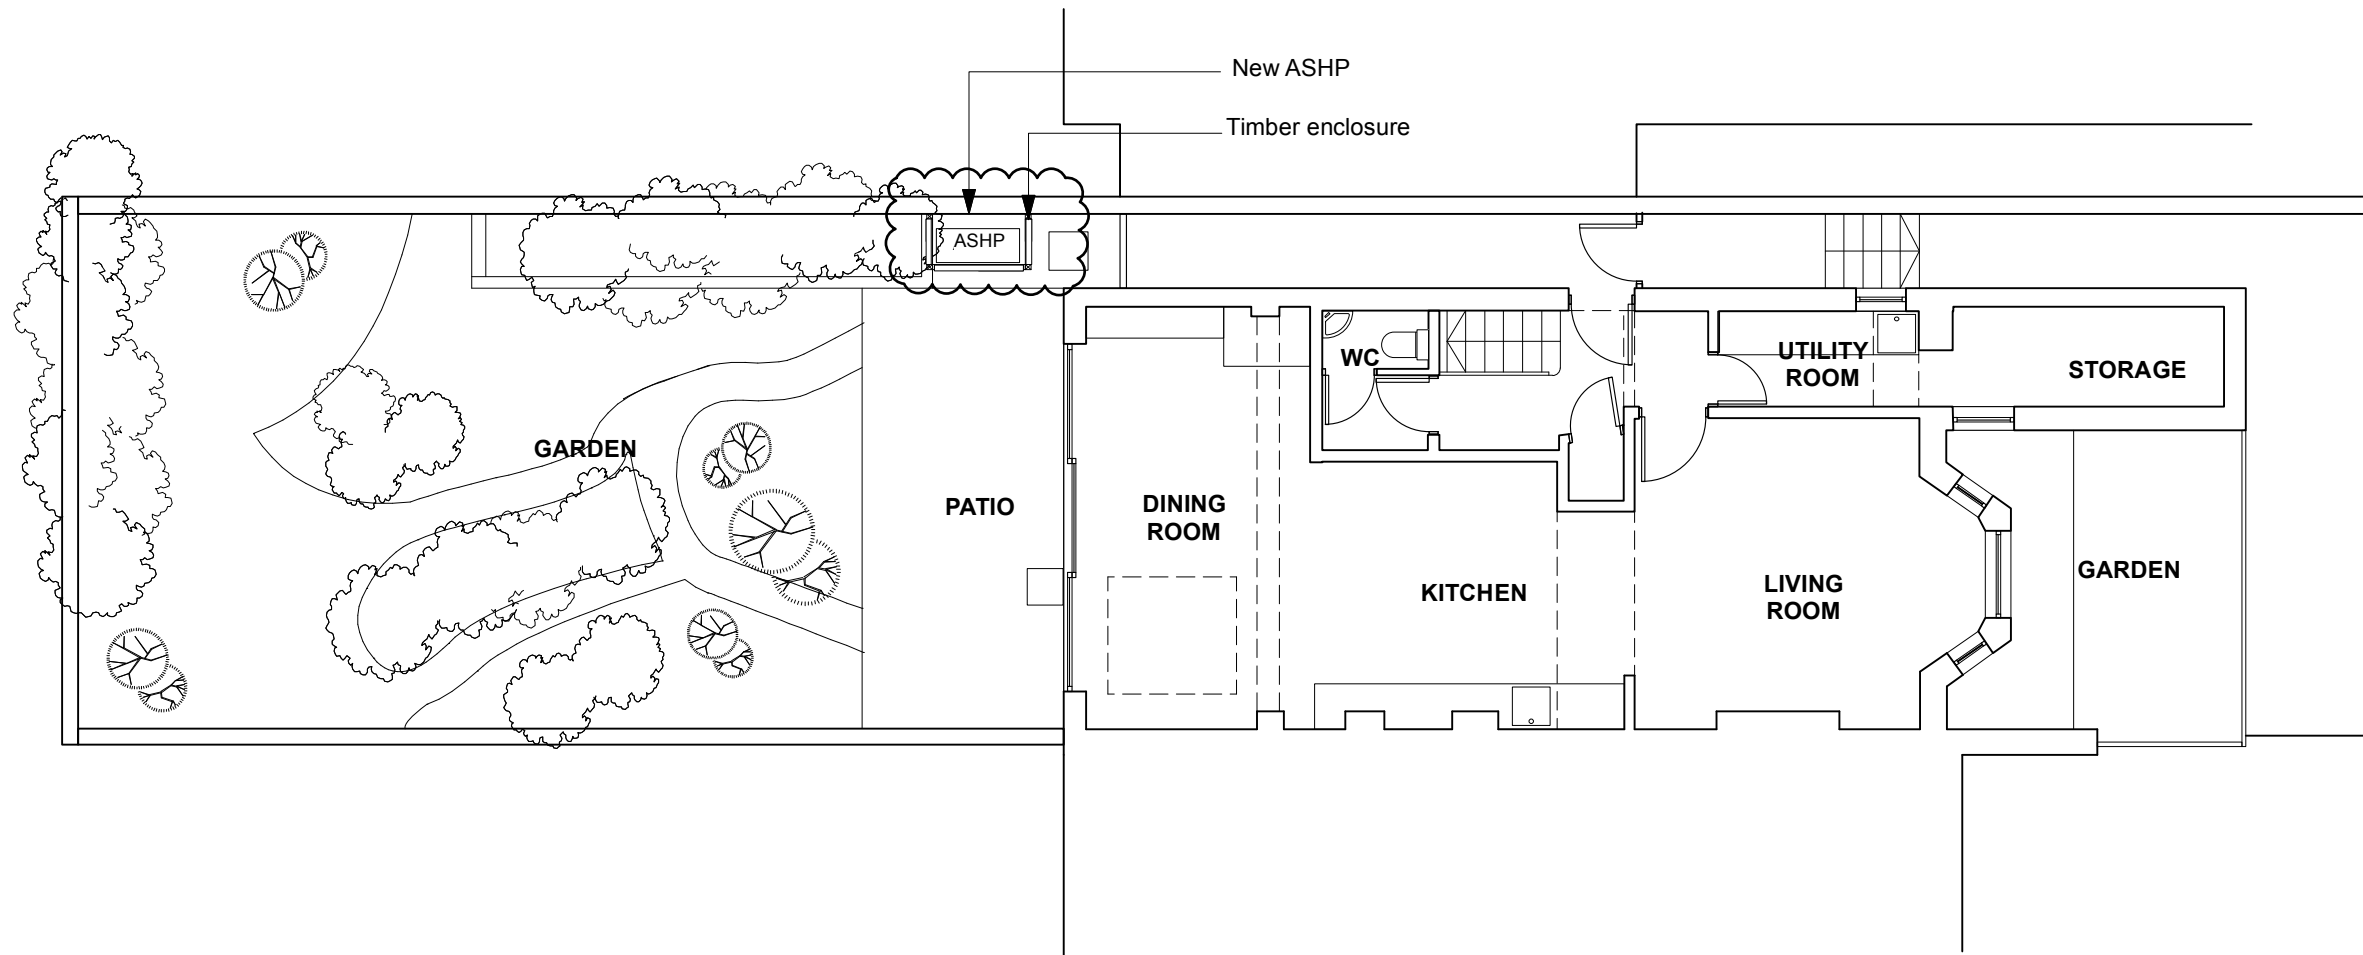 New ASHP
Timber enclosure
ASHP
WC
UTILITY
ROOM
STORAGE
GARDEN
PATIO
DINING
ROOM
KITCHEN
LIVING
ROOM
GARDEN